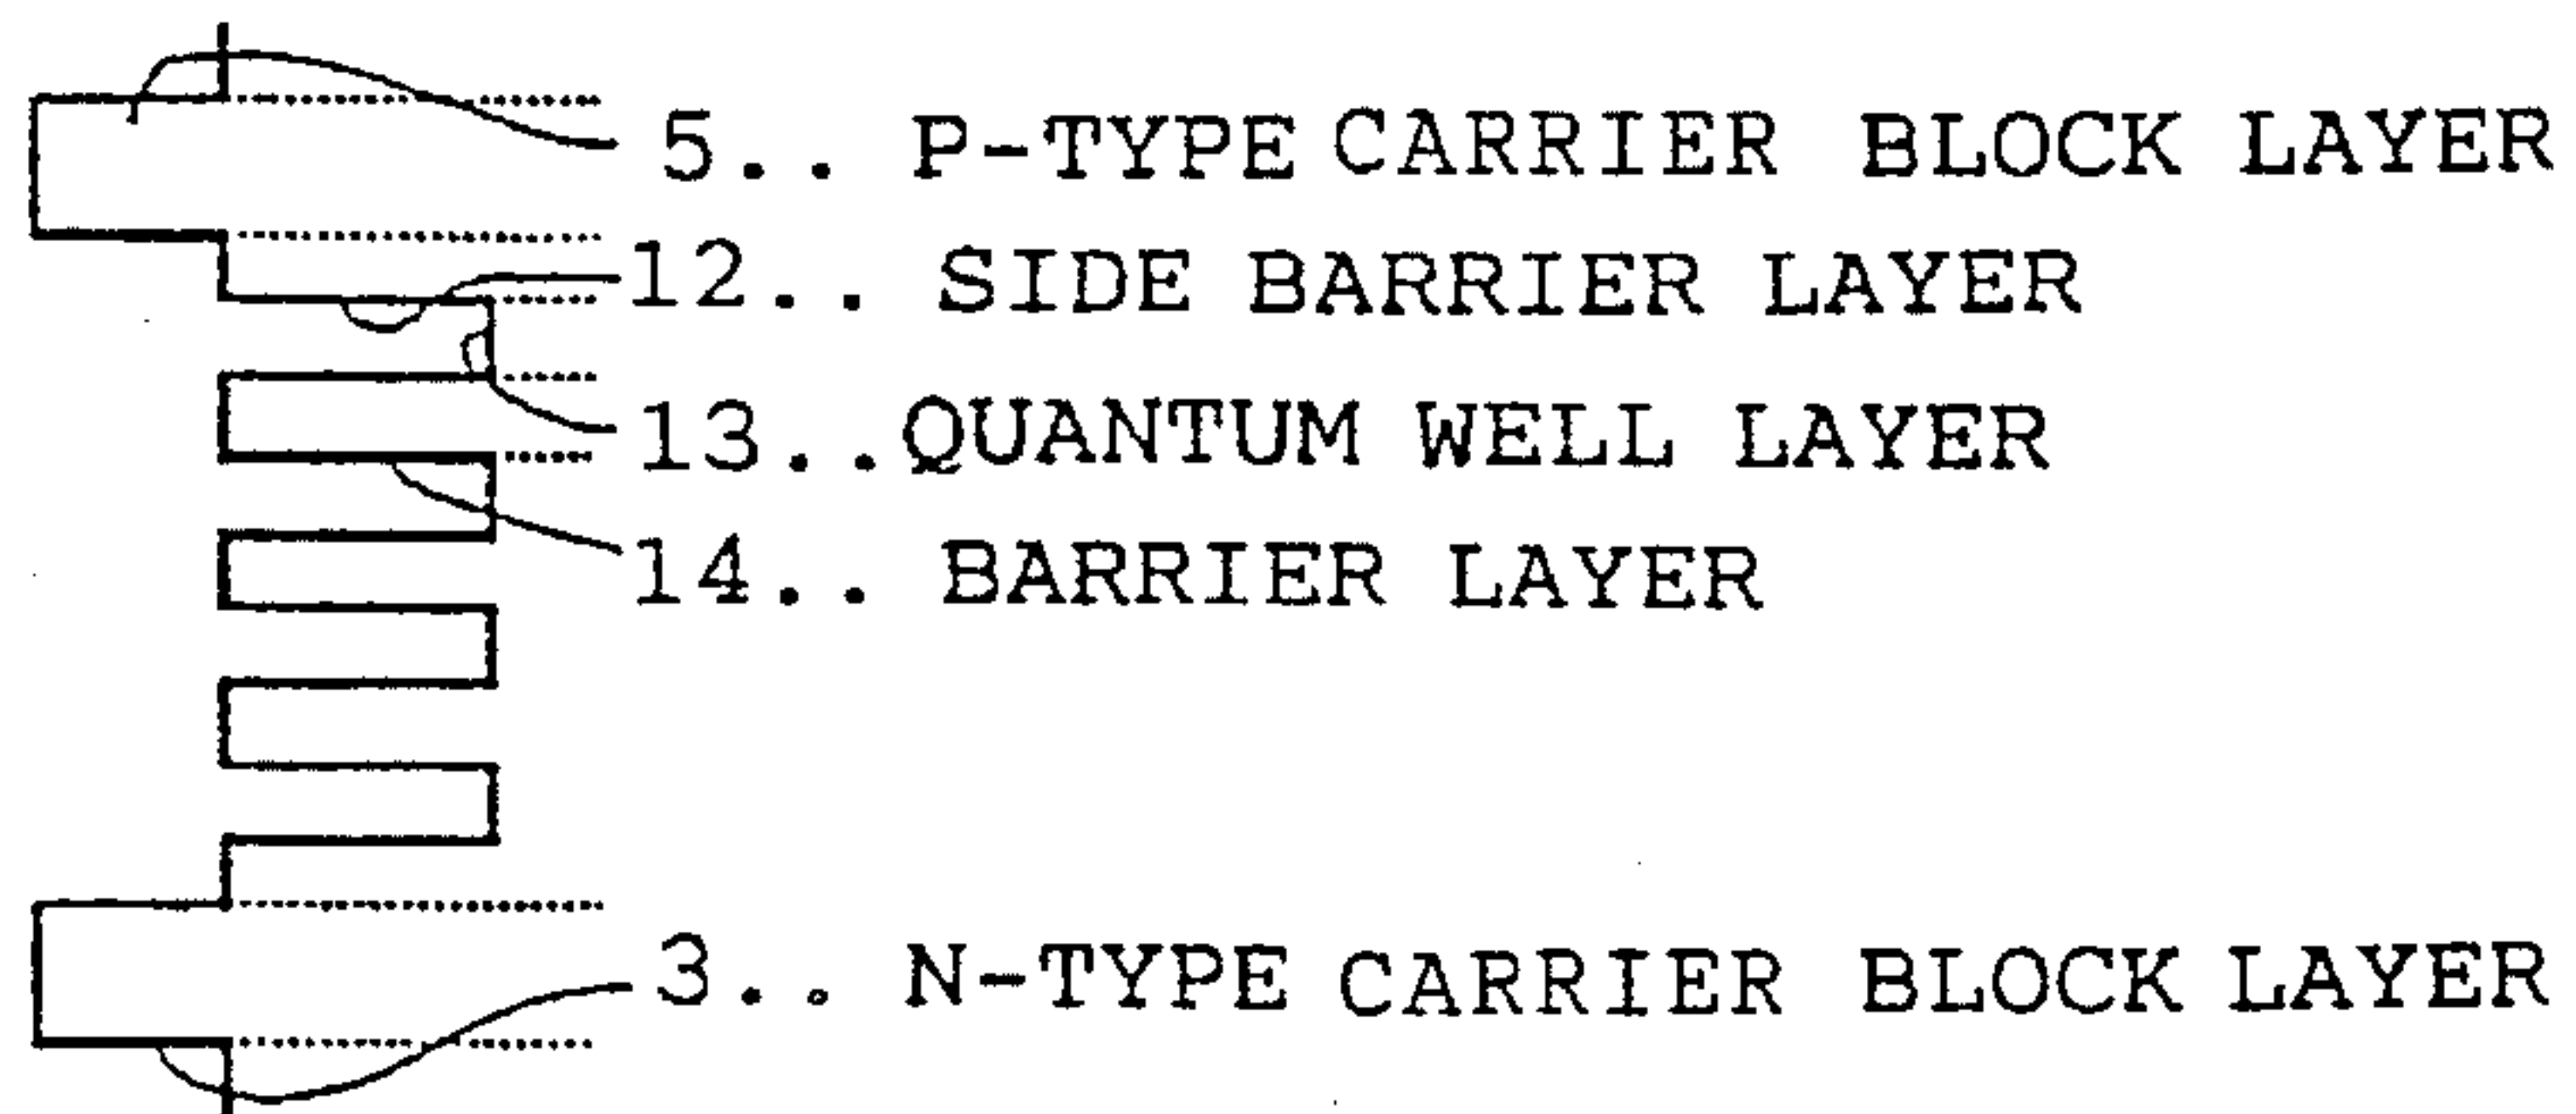 5.. P-TYPE CARRIER BLOCK LAYER
12.. SIDE BARRIER LAYER
13..QUANTUM WELL LAYER
14.. BARRIER LAYER
3.. N-TYPE CARRIER BLOCK LAYER